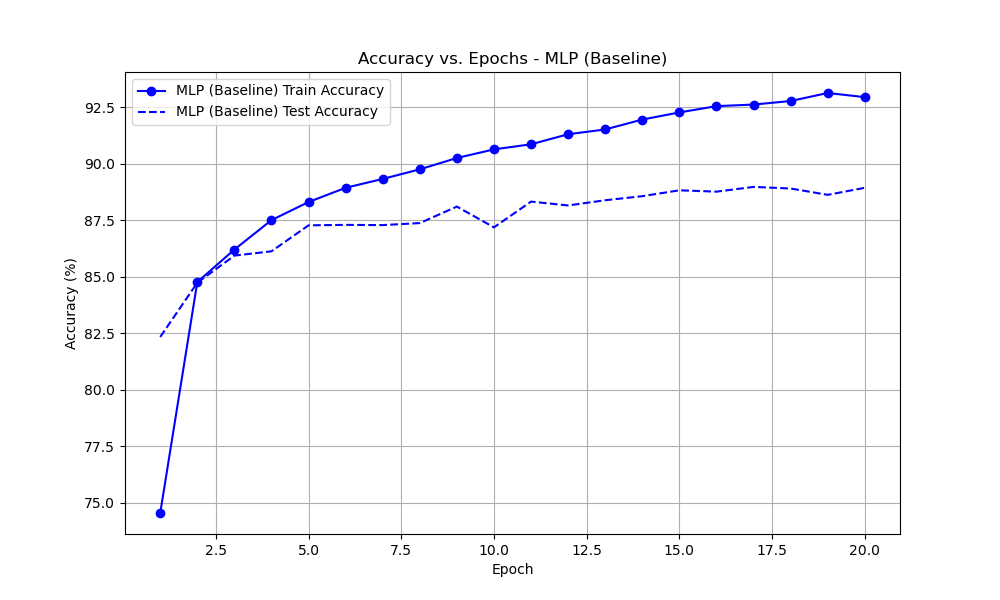 Accuracy vs. Epochs - MLP (Baseline)
MLP (Baseline) Train Accuracy
MLP (Baseline) Test Accuracy
Accuracy (%)
92.5
90.0
87.5
85.0
82.5
80.0
77.5
75.0
2.5 5.0 7.5 10.0 12.5 15.0 17.5 20.0
Epoch